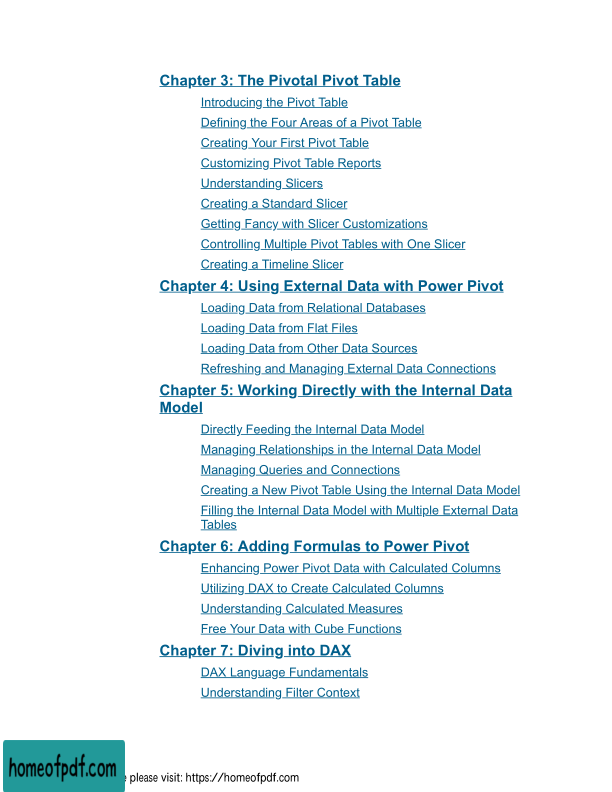 Chapter 3: The Pivotal Pivot Table
Introducing the Pivot Table
Defining the Four Areas of a Pivot Table
Creating Your First Pivot Table
Customizing Pivot Table Reports
Understanding Slicers
Creating a Standard Slicer
Getting Fancy with Slicer Customizations
Controlling Multiple Pivot Tables with One Slicer
Creating a Timeline Slicer
Chapter 4: Using External Data with Power Pivot
Loading Data from Relational Databases
Loading Data from Flat Files
Loading Data from Other Data Sources
Refreshing and Managing External Data Connections
Chapter 5: Working Directly with the Internal Data
Model
Directly Feeding the Internal Data Model
Managing Relationships in the Internal Data Model
Managing Queries and Connections
Creating a New Pivot Table Using the Internal Data Model
Filling the Internal Data Model with Multiple External Data
Tables
Chapter 6: Adding Formulas to Power Pivot
Enhancing Power Pivot Data with Calculated Columns
Utilizing DAX to Create Calculated Columns
Understanding Calculated Measures
Free Your Data with Cube Functions
Chapter 7: Diving into DAX
DAX Language Fundamentals
Understanding Filter Context
homeofpdf.com
please visit: https://homeofpdf.com